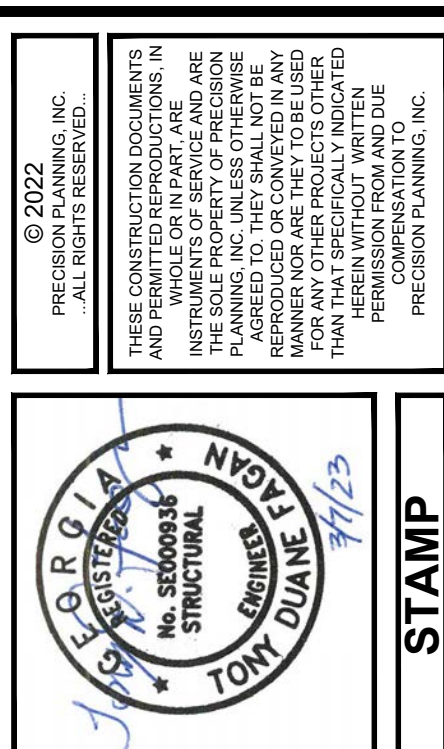 © 2022
PRECISION PLANNING, INC.
...ALL RIGHTS RESERVED...
THESE CONSTRUCTION DOCUMENTS
AND PERMITTED REPRODUCTIONS, IN
WHOLE OR IN PART, ARE
INSTRUMENTS OF SERVICE AND ARE
THE SOLE PROPERTY OF PRECISION
PLANNING, INC. UNLESS OTHERWISE
AGREED TO. THEY SHALL NOT BE
REPRODUCED OR CONVEYED IN ANY
MANNER NOR ARE THEY TO BE USED
FOR ANY OTHER PROJECTS OTHER
THAN THAT SPECIFICALLY INDICATED
HEREIN WITHOUT WRITTEN
PERMISSION FROM AND DUE
COMPENSATION TO
PRECISION PLANNING, INC.
GEORGIA
REGISTERED
No. SE000936
STRUCTURAL
ENGINEER
TONY DUANE FAGAN
3/7/23
STAMP